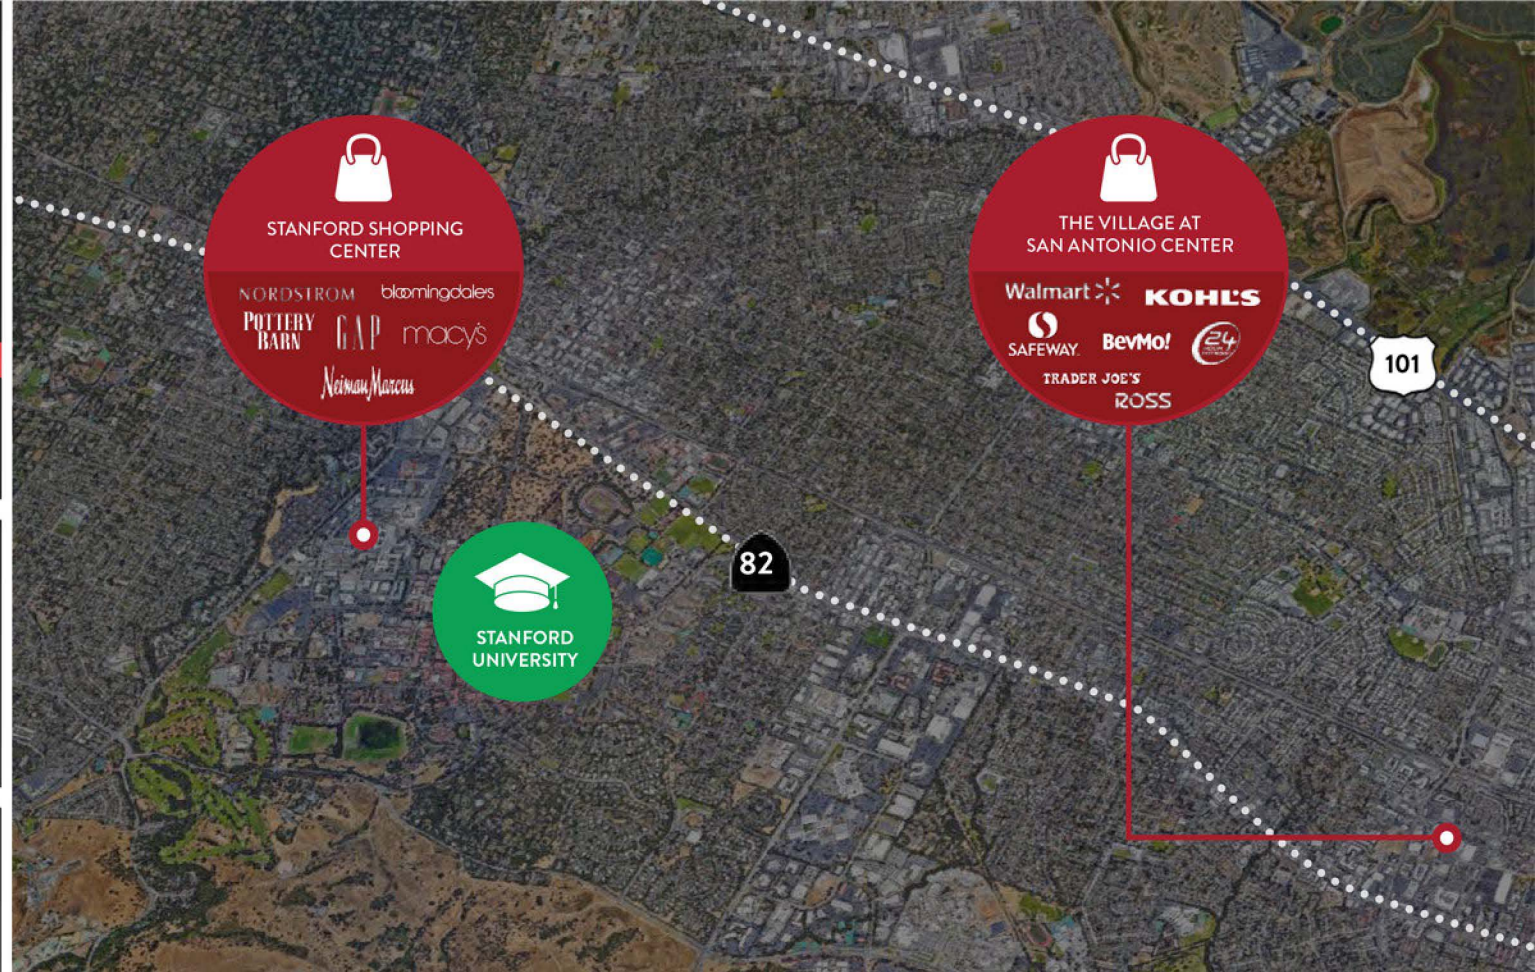 STANFORD SHOPPING
CENTER
NORDSTROM bloomingdale's
POTTERY
BARN
GAP
macy's
Neiman Marcus
THE VILLAGE AT
SAN ANTONIO CENTER
Walmart KOHL'S
SAFEWAY
BevMo!
24
TRADER JOE'S
ROSS
101
82
STANFORD
UNIVERSITY